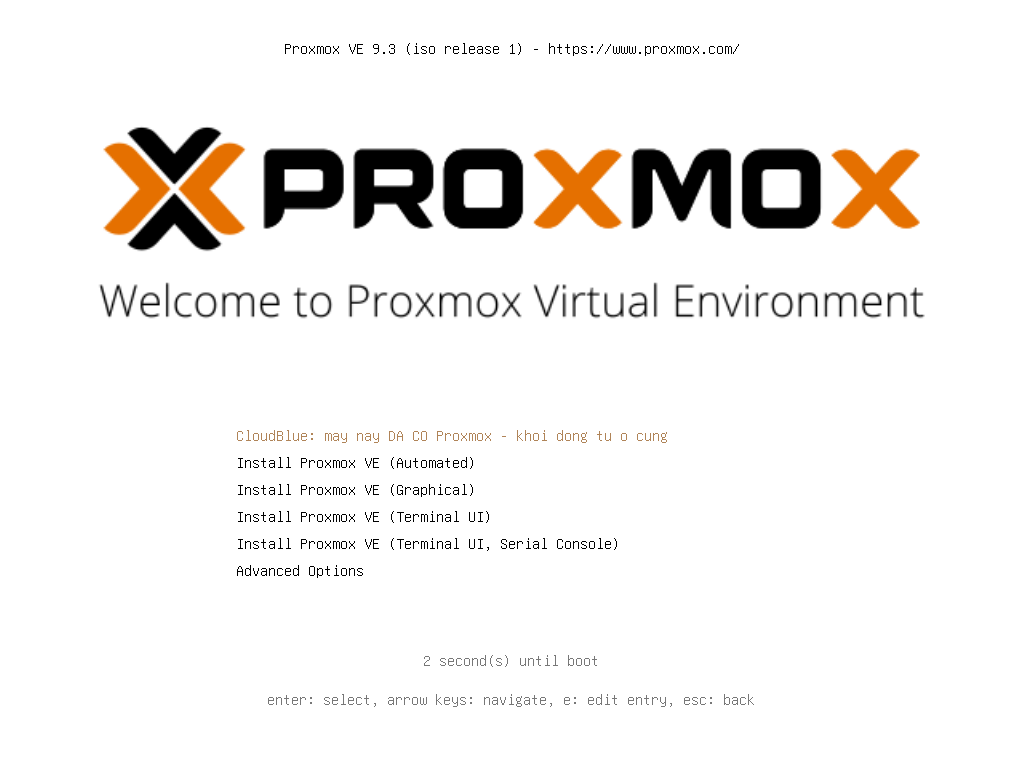 Proxmox VE 9.3 (iso release 1) - https://www.proxmox.com/
PROXMOX
Welcome to Proxmox Virtual Environment
CloudBlue: may nay DA CO Proxmox - khoi dong tu o cung
Install Proxmox VE (Automated)
Install Proxmox VE (Graphical)
Install Proxmox VE (Terminal UI)
Install Proxmox VE (Terminal UI, Serial Console)
Advanced Options
2 second(s) until boot
enter: select, arrow keys: navigate, e: edit entry, esc: back